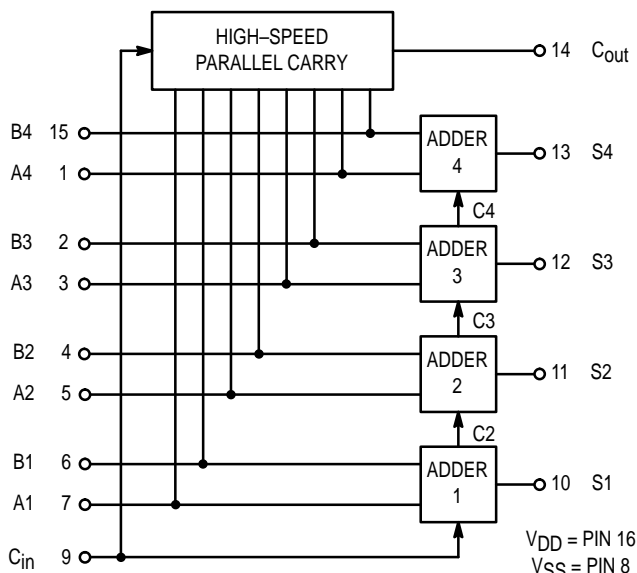 HIGH–SPEED
PARALLEL CARRY
14 Cout
B4 15
ADDER
4
13 S4
A4 1
C4
B3 2
ADDER
3
12 S3
A3 3
C3
B2 4
ADDER
2
11 S2
A2 5
C2
B1 6
ADDER
1
10 S1
A1 7
Cin 9
VDD = PIN 16
VSS = PIN 8